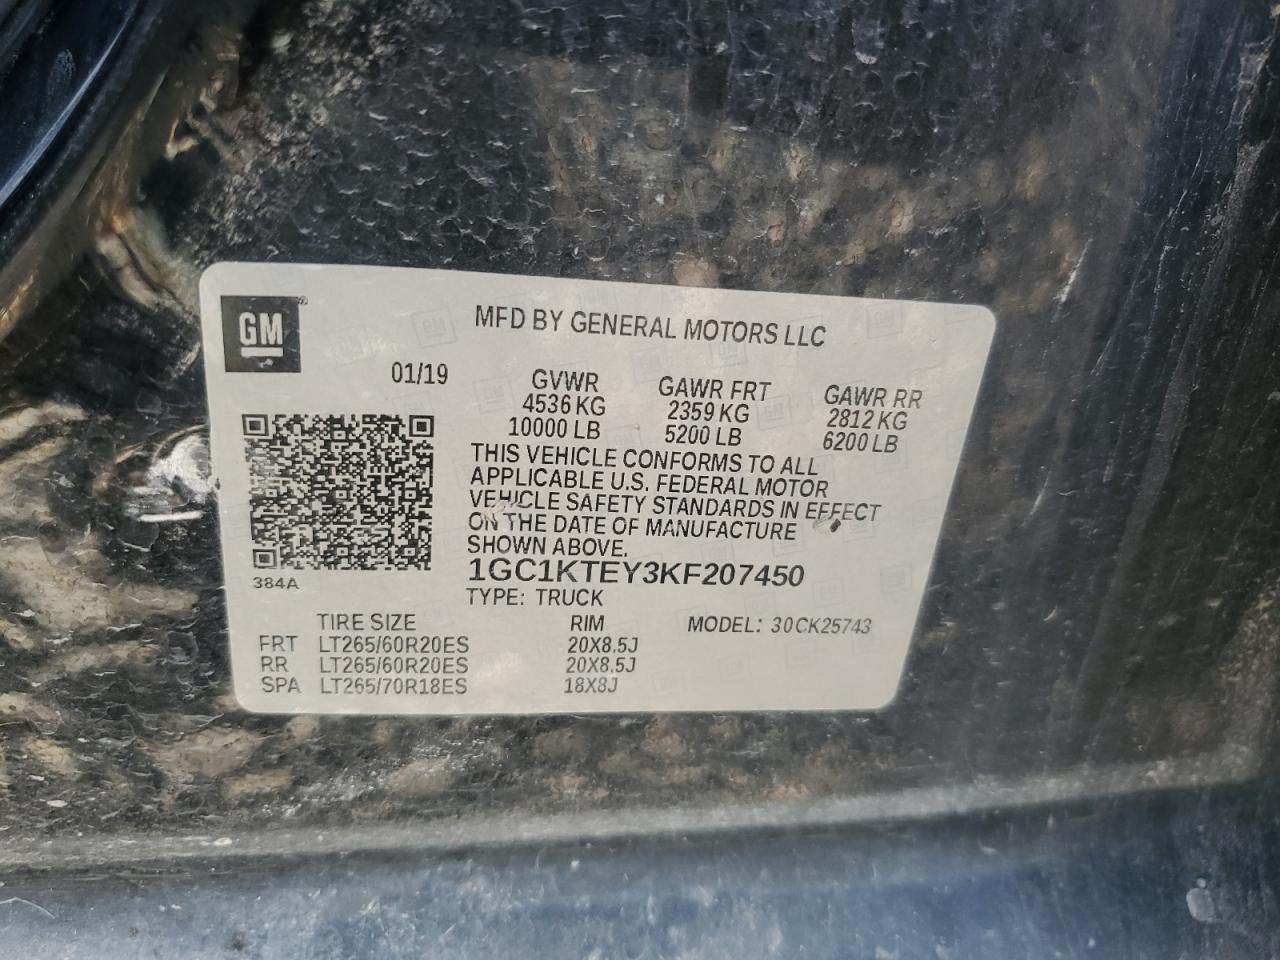 GM
MFD BY GENERAL MOTORS LLC
01/19
GVWR GAWR FRT GAWR RR
4536 KG 2359 KG 2812 KG
10000 LB 5200 LB 6200 LB
THIS VEHICLE CONFORMS TO ALL
APPLICABLE U.S. FEDERAL MOTOR
VEHICLE SAFETY STANDARDS IN EFFECT
ON THE DATE OF MANUFACTURE
SHOWN ABOVE.
384A
1GC1KTEY3KF207450
TYPE: TRUCK
TIRE SIZE RIM MODEL: 30CK25743
FRT LT265/60R20ES 20X8.5J
RR LT265/60R20ES 20X8.5J
SPA LT265/70R18ES 18X8J